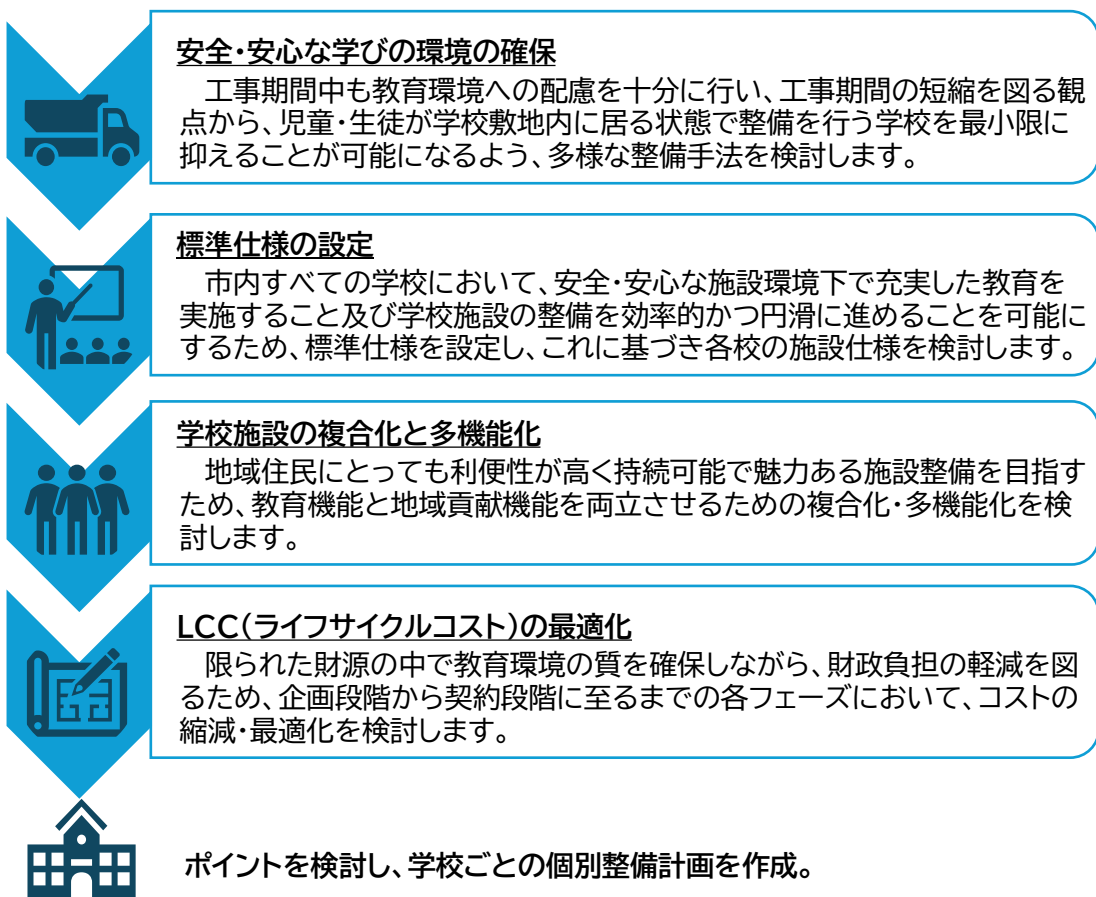 安全・安心な学びの環境の確保
　工事期間中も教育環境への配慮を十分に行い、工事期間の短縮を図る観
点から、児童・生徒が学校敷地内に居る状態で整備を行う学校を最小限に
抑えることが可能になるよう、多様な整備手法を検討します。
標準仕様の設定
　市内すべての学校において、安全・安心な施設環境下で充実した教育を
実施すること及び学校施設の整備を効率的かつ円滑に進めることを可能に
するため、標準仕様を設定し、これに基づき各校の施設仕様を検討します。
学校施設の複合化と多機能化
　地域住民にとっても利便性が高く持続可能で魅力ある施設整備を目指す
ため、教育機能と地域貢献機能を両立させるための複合化・多機能化を検
討します。
LCC（ライフサイクルコスト）の最適化
　限られた財源の中で教育環境の質を確保しながら、財政負担の軽減を図
るため、企画段階から契約段階に至るまでの各フェーズにおいて、コストの
縮減・最適化を検討します。
ポイントを検討し、学校ごとの個別整備計画を作成。